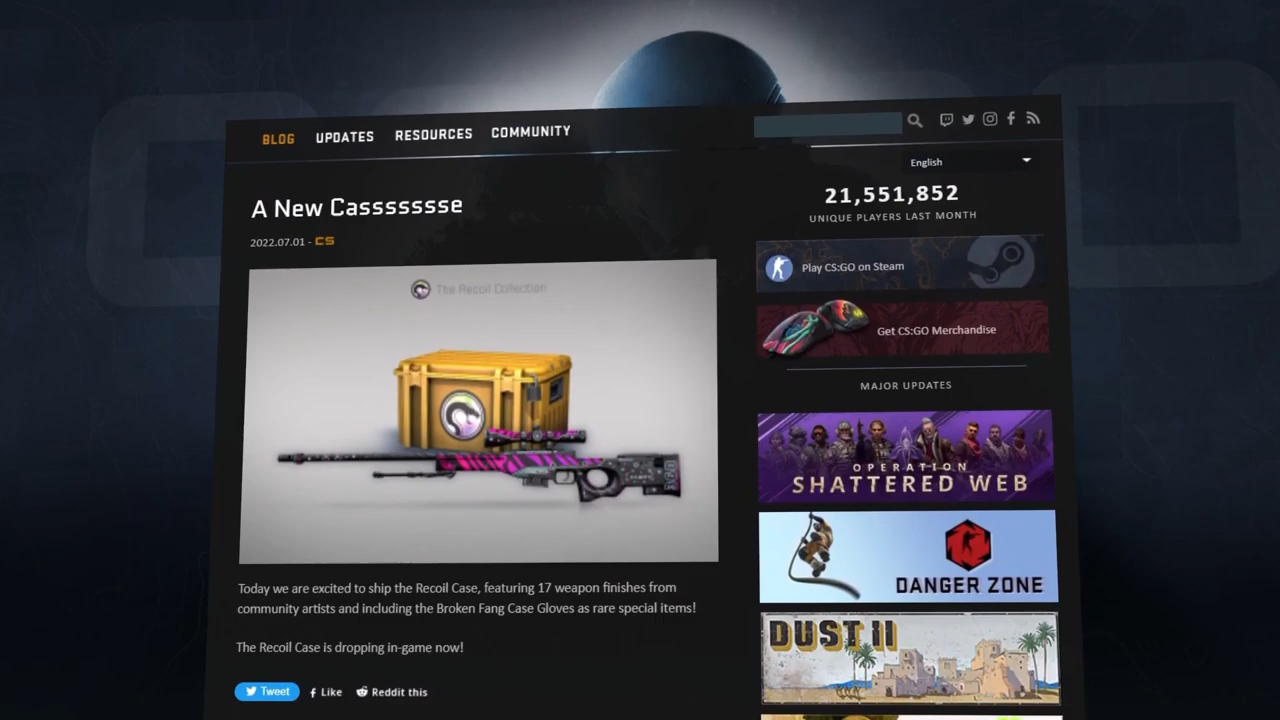 BLOG UPDATES RESOURCES COMMUNITY
English
21,551,852
UNIQUE PLAYERS LAST MONTH
A New Casssssse
2022.07.01 - CS
The Recoil Collection
Play CS:GO on Steam
Get CS:GO Merchandise
MAJOR UPDATES
OPERATION
SHATTERED WEB
DANGER ZONE
DUST II
Today we are excited to ship the Recoil Case, featuring 17 weapon finishes from
community artists and including the Broken Fang Case Gloves as rare special items!
The Recoil Case is dropping in-game now!
Tweet Like Reddit this